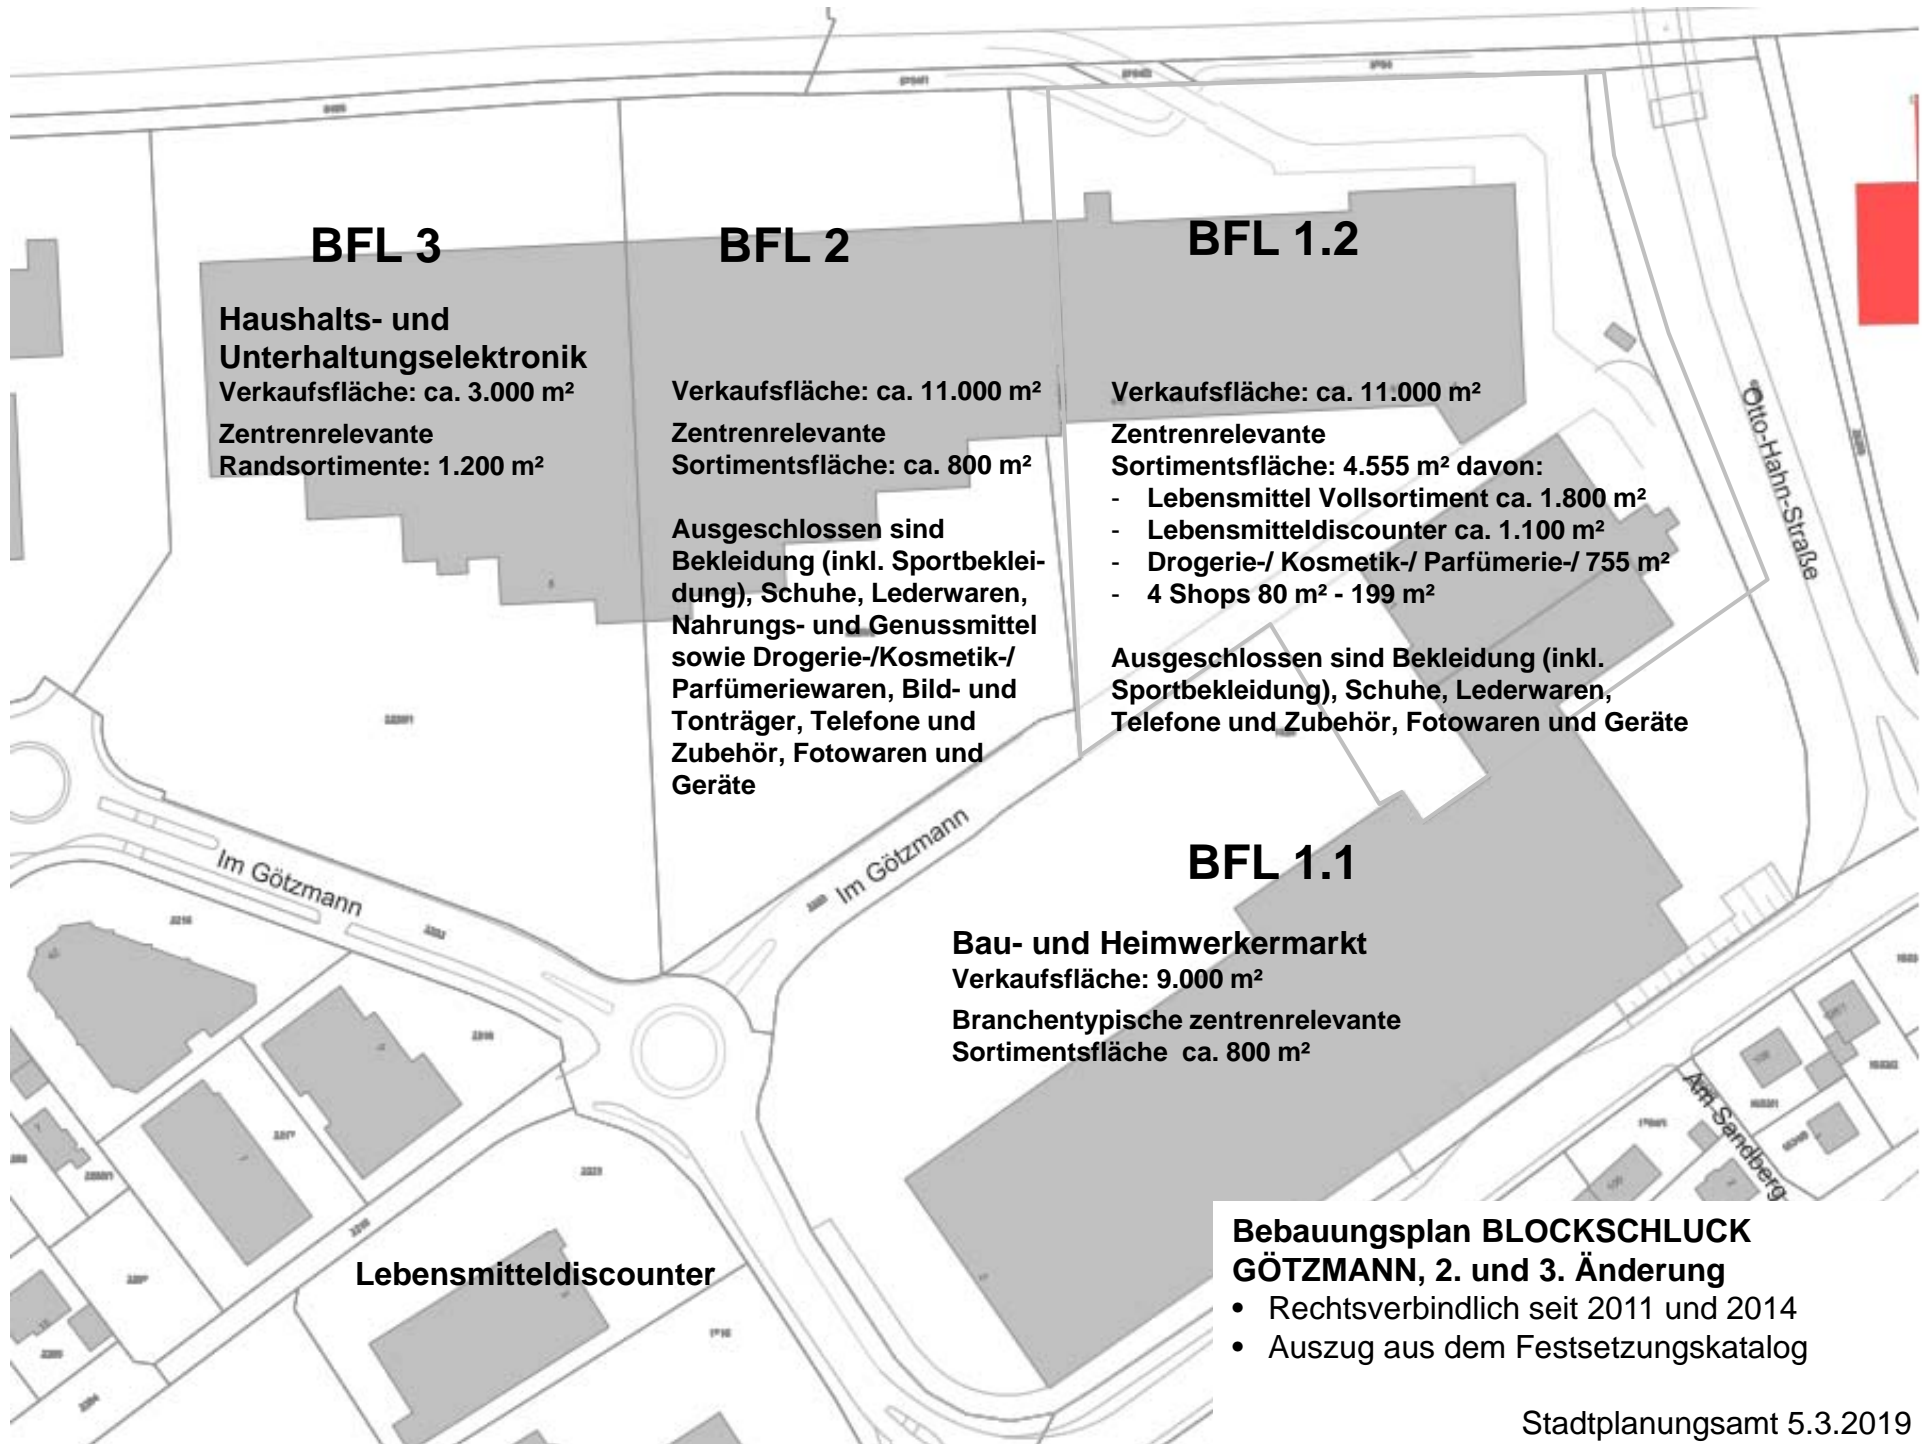 BFL 3
Haushalts- und
Unterhaltungselektronik
Verkaufsfläche: ca. 3.000 m²
Zentrenrelevante
Randsortimente: 1.200 m²
BFL 2
Verkaufsfläche: ca. 11.000 m²
Zentrenrelevante
Sortimentsfläche: ca. 800 m²
Ausgeschlossen sind
Bekleidung (inkl. Sportbeklei-
dung), Schuhe, Lederwaren,
Nahrungs- und Genussmittel
sowie Drogerie-/Kosmetik-/
Parfümeriewaren, Bild- und
Tonträger, Telefone und
Zubehör, Fotowaren und
Geräte
BFL 1.2
Verkaufsfläche: ca. 11.000 m²
Zentrenrelevante
Sortimentsfläche: 4.555 m² davon:
- Lebensmittel Vollsortiment ca. 1.800 m²
- Lebensmitteldiscounter ca. 1.100 m²
- Drogerie-/ Kosmetik-/ Parfümerie-/ 755 m²
- 4 Shops 80 m² - 199 m²
Ausgeschlossen sind Bekleidung (inkl.
Sportbekleidung), Schuhe, Lederwaren,
Telefone und Zubehör, Fotowaren und Geräte
Otto-Hahn-Straße
Im Götzmann
Im Götzmann
BFL 1.1
Bau- und Heimwerkermarkt
Verkaufsfläche: 9.000 m²
Branchentypische zentrenrelevante
Sortimentsfläche ca. 800 m²
Am Sandberg
Lebensmitteldiscounter
Bebauungsplan BLOCKSCHLUCK
GÖTZMANN, 2. und 3. Änderung
• Rechtsverbindlich seit 2011 und 2014
• Auszug aus dem Festsetzungskatalog
Stadtplanungsamt 5.3.2019